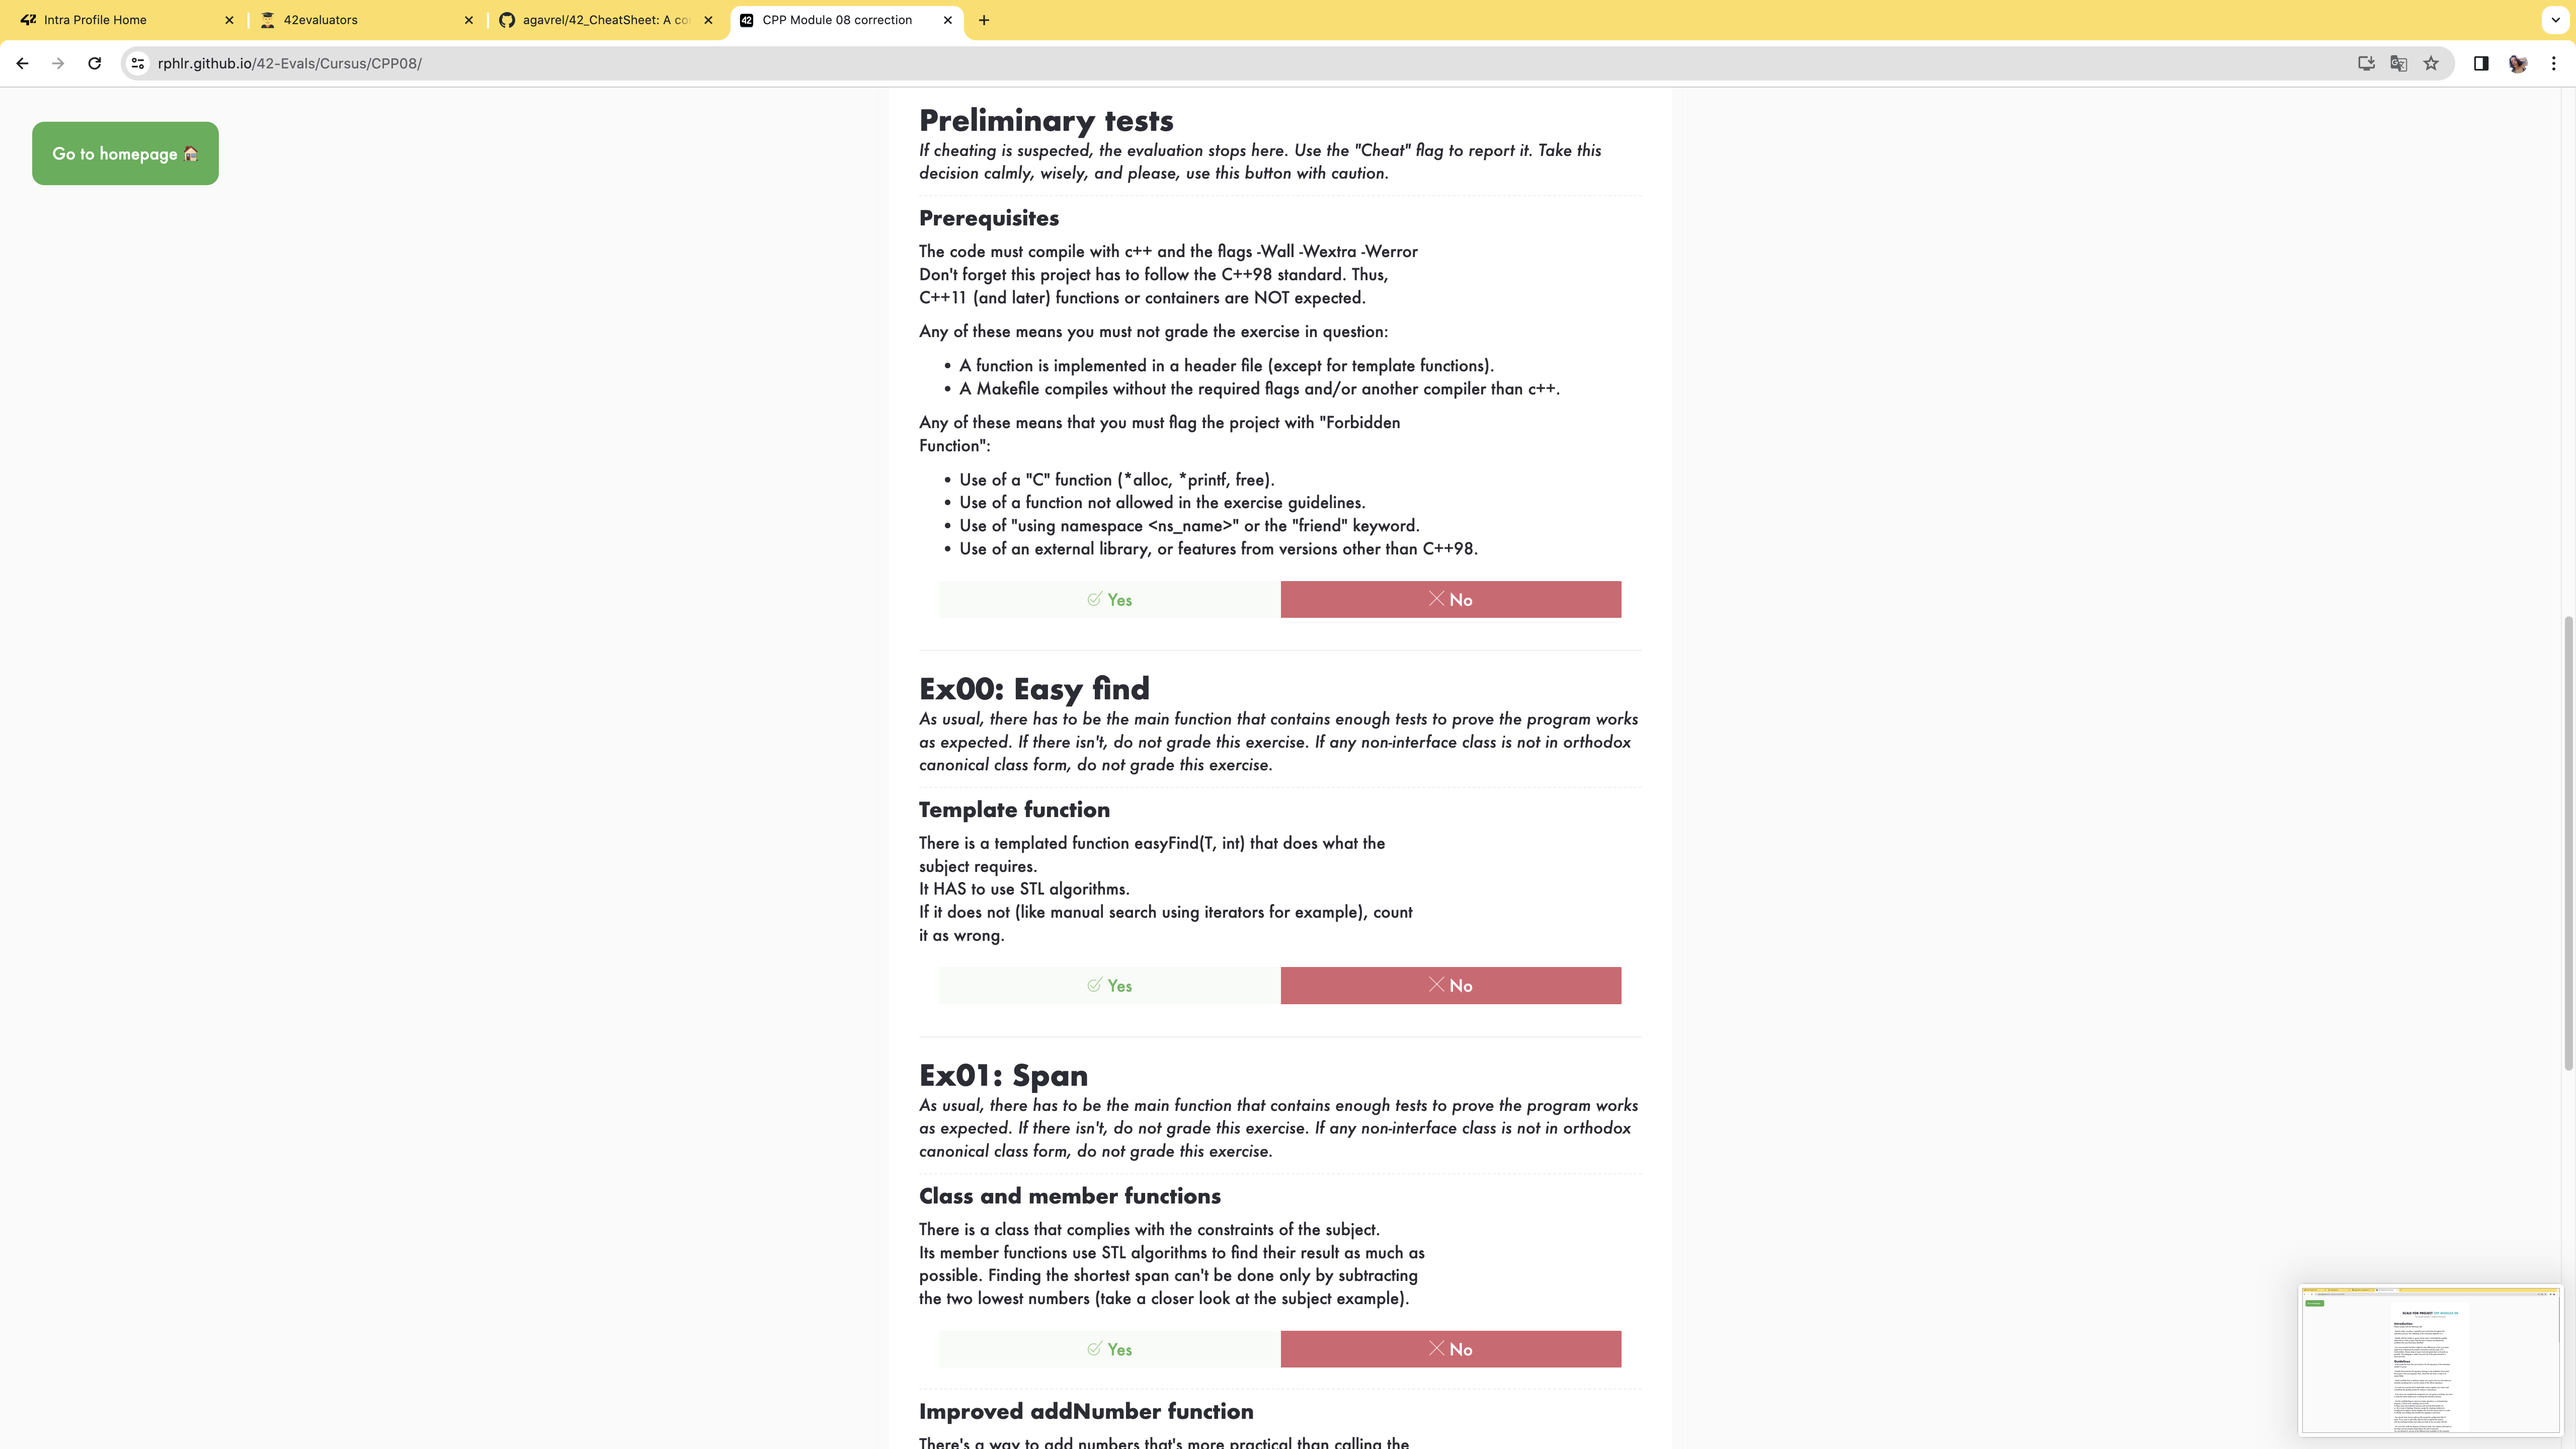 Intra Profile Home
42evaluators
agavrel/42_CheatSheet: A co
42
CPP Module 08 correction
rphlr.github.io/42-Evals/Cursus/CPP08/
Go to homepage
Preliminary tests
If cheating is suspected, the evaluation stops here. Use the "Cheat" flag to report it. Take this
decision calmly, wisely, and please, use this button with caution.
Prerequisites
The code must compile with c++ and the flags -Wall -Wextra -Werror
Don't forget this project has to follow the C++98 standard. Thus,
C++11 (and later) functions or containers are NOT expected.
Any of these means you must not grade the exercise in question:
• A function is implemented in a header file (except for template functions).
• A Makefile compiles without the required flags and/or another compiler than c++.
Any of these means that you must flag the project with "Forbidden
Function":
• Use of a "C" function (*alloc, *printf, free).
• Use of a function not allowed in the exercise guidelines.
• Use of "using namespace <ns_name>" or the "friend" keyword.
• Use of an external library, or features from versions other than C++98.
Yes
No
Ex00: Easy find
As usual, there has to be the main function that contains enough tests to prove the program works
as expected. If there isn't, do not grade this exercise. If any non-interface class is not in orthodox
canonical class form, do not grade this exercise.
Template function
There is a templated function easyFind(T, int) that does what the
subject requires.
It HAS to use STL algorithms.
If it does not (like manual search using iterators for example), count
it as wrong.
Yes
No
Ex01: Span
As usual, there has to be the main function that contains enough tests to prove the program works
as expected. If there isn't, do not grade this exercise. If any non-interface class is not in orthodox
canonical class form, do not grade this exercise.
Class and member functions
There is a class that complies with the constraints of the subject.
Its member functions use STL algorithms to find their result as much as
possible. Finding the shortest span can't be done only by subtracting
the two lowest numbers (take a closer look at the subject example).
Yes
No
Improved addNumber function
There's a way to add numbers that's more practical than calling the